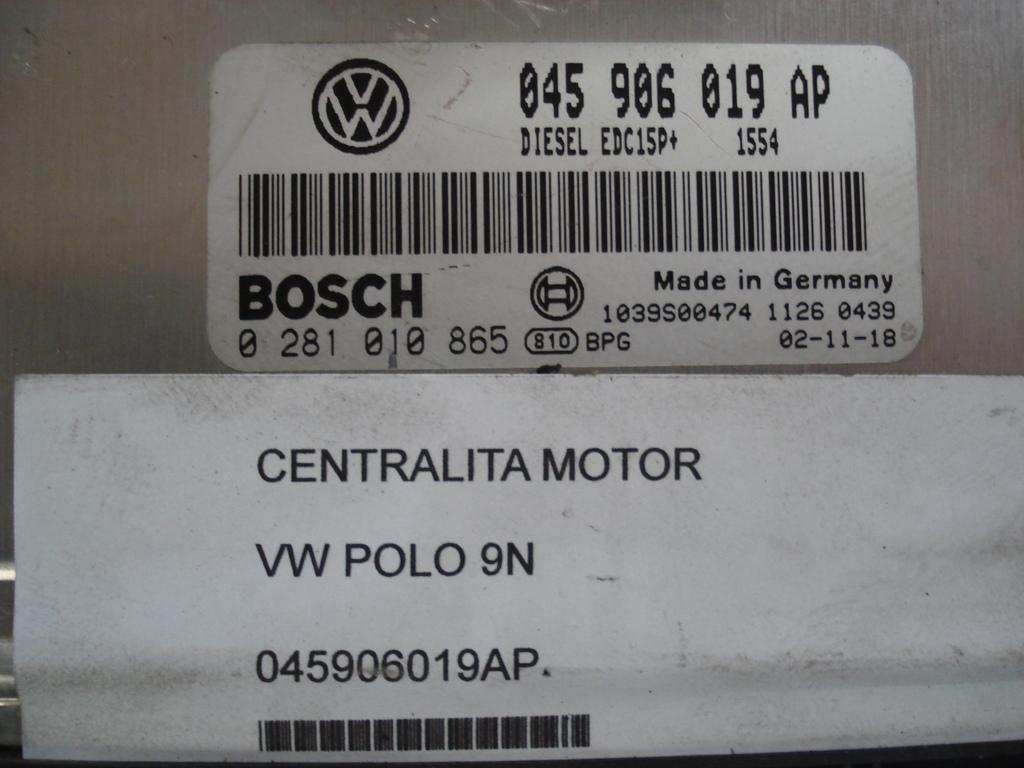 045 906 019 AP
DIESEL EDC15P+ 1554
BOSCH
Made in Germany
1039S00474 1126 0439
0 281 010 865 810 BPG 02-11-18
CENTRALITA MOTOR
VW POLO 9N
045906019AP.